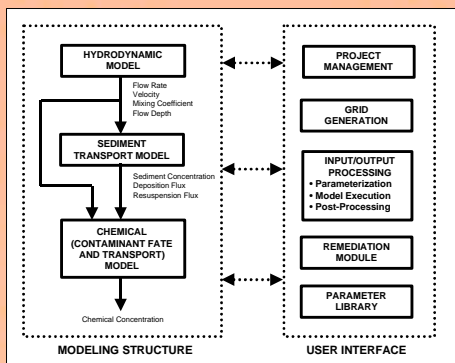 HYDRODYNAMIC
MODEL
Flow Rate
Velocity
Mixing Coefficient
Flow Depth
SEDIMENT
TRANSPORT MODEL
Sediment Concentration
Deposition Flux
Resuspension Flux
CHEMICAL
(CONTAMINANT FATE
AND TRANSPORT)
MODEL
Chemical Concentration
MODELING STRUCTURE
PROJECT
MANAGEMENT
GRID
GENERATION
INPUT/OUTPUT
PROCESSING
• Parameterization
• Model Execution
• Post-Processing
REMEDIATION
MODULE
PARAMETER
LIBRARY
USER INTERFACE